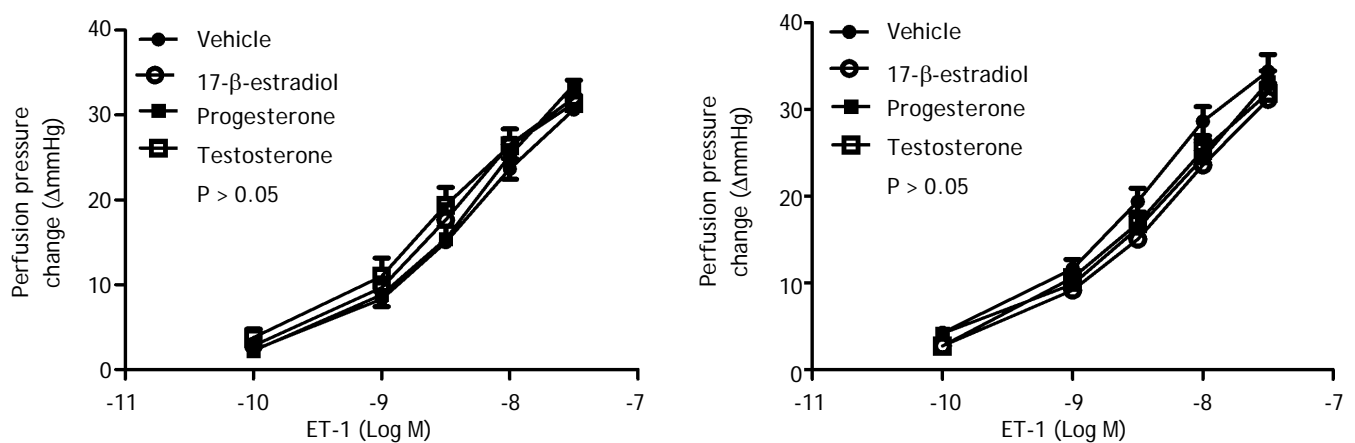 40
30
20
10
0
Perfusion pressure
change (ΔmmHg)
Vehicle
17-β-estradiol
Progesterone
Testosterone
P > 0.05
-11
-10
-9
-8
-7
ET-1 (Log M)
40
30
20
10
0
Perfusion pressure
change (ΔmmHg)
Vehicle
17-β-estradiol
Progesterone
Testosterone
P > 0.05
-11
-10
-9
-8
-7
ET-1 (Log M)